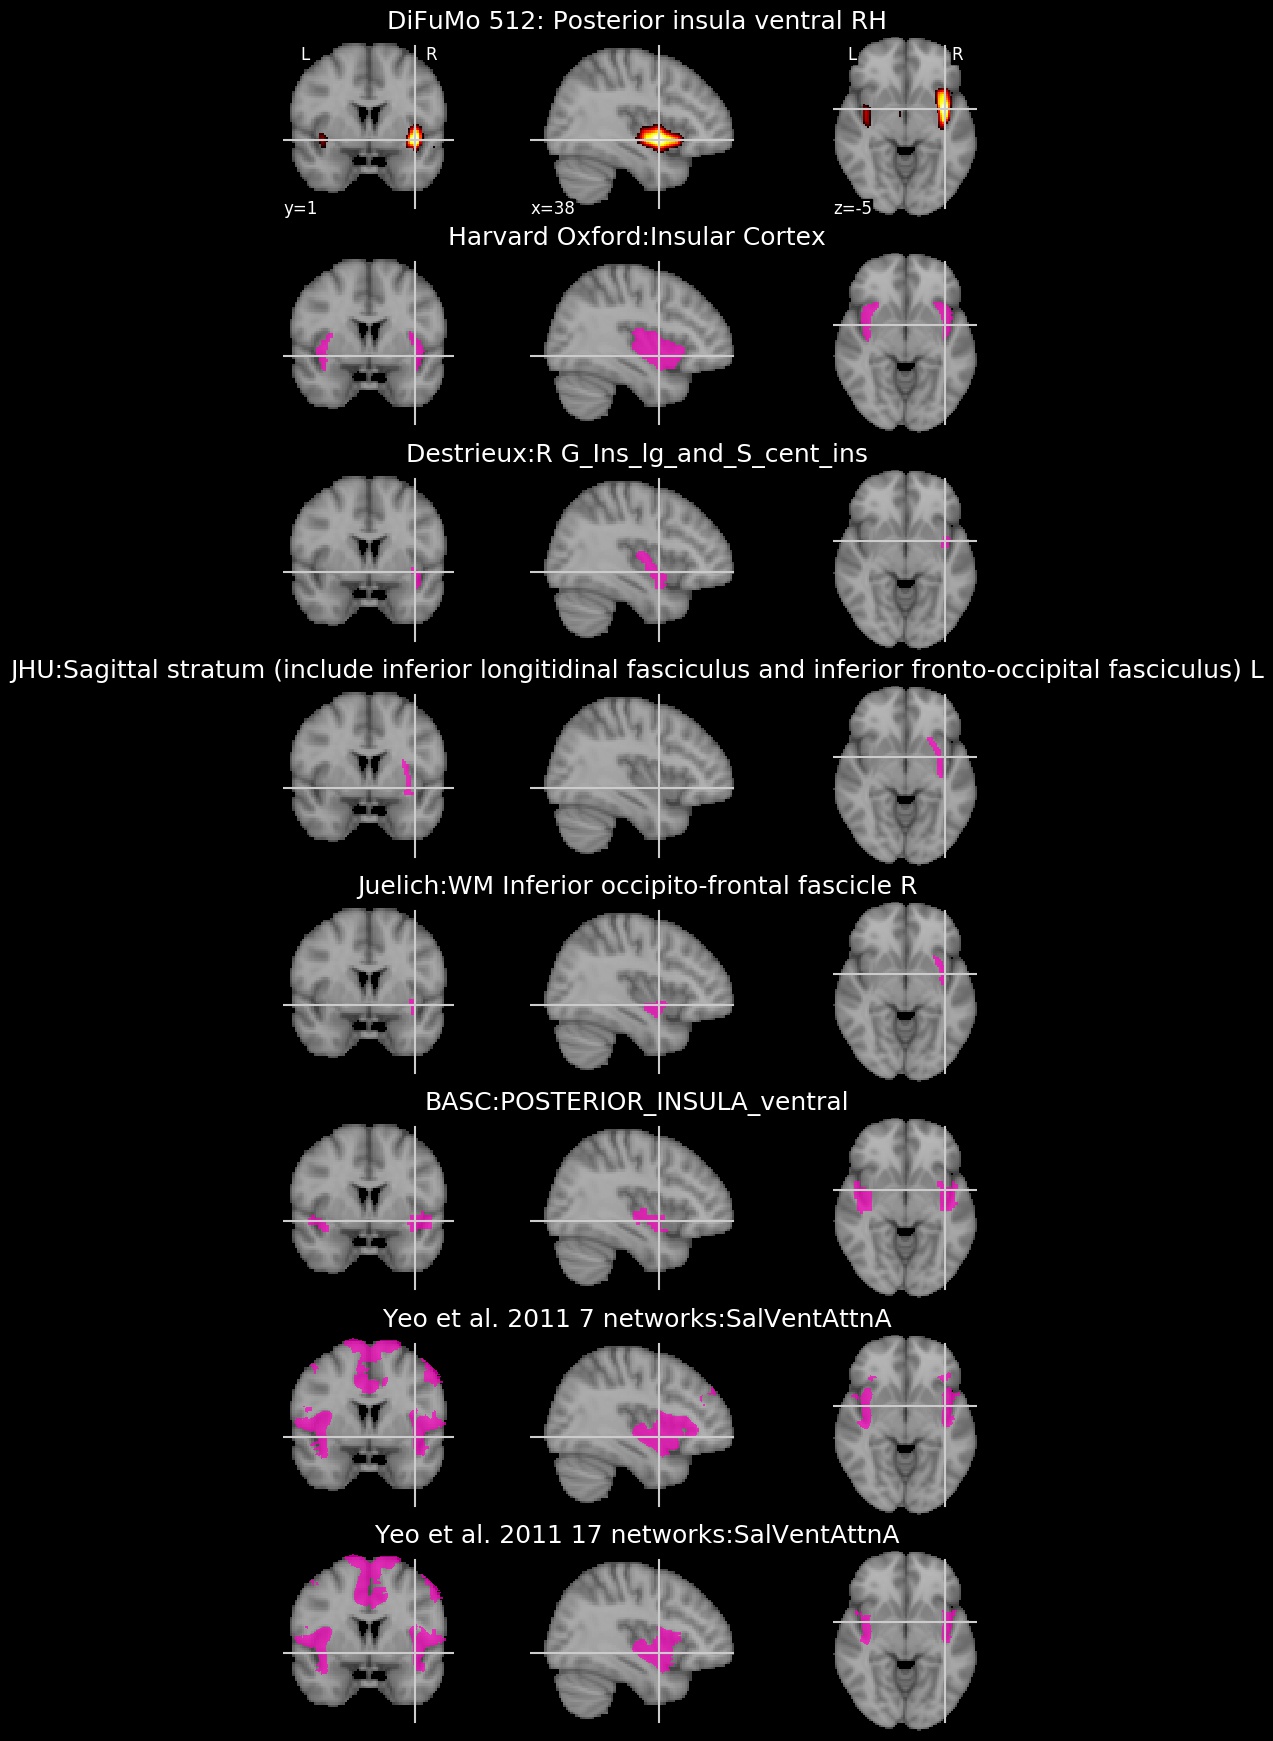 DiFuMo 512: Posterior insula ventral RH
L R L R
y=1 x=38 z=-5
Harvard Oxford:Insular Cortex
Destrieux:R G_Ins_lg_and_S_cent_ins
JHU:Sagittal stratum (include inferior longitidinal fasciculus and inferior fronto-occipital fasciculus) L
Juelich:WM Inferior occipito-frontal fascicle R
BASC:POSTERIOR_INSULA_ventral
Yeo et al. 2011 7 networks:SalVentAttnA
Yeo et al. 2011 17 networks:SalVentAttnA